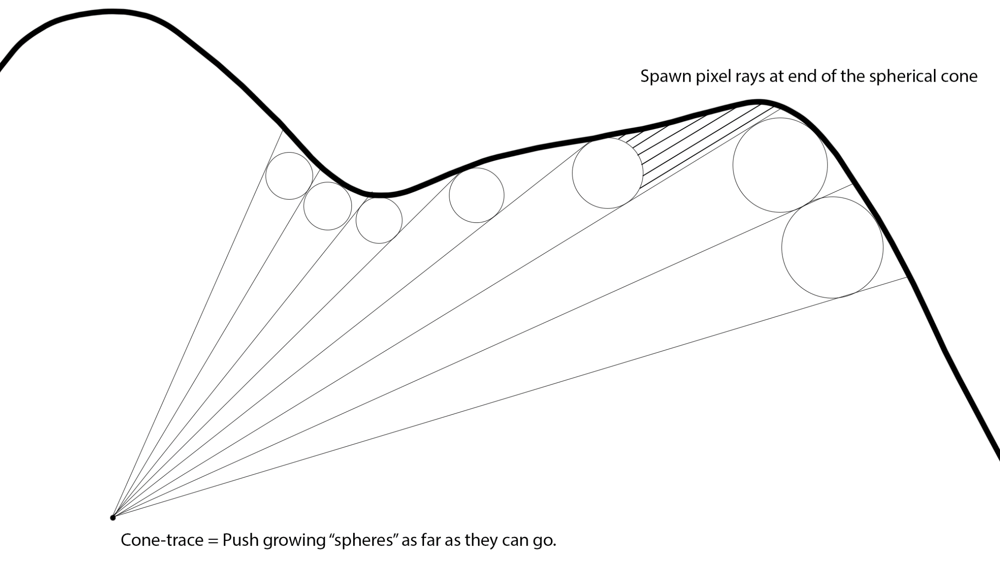 Spawn pixel rays at end of the spherical cone
Cone-trace = Push growing “spheres” as far as they can go.